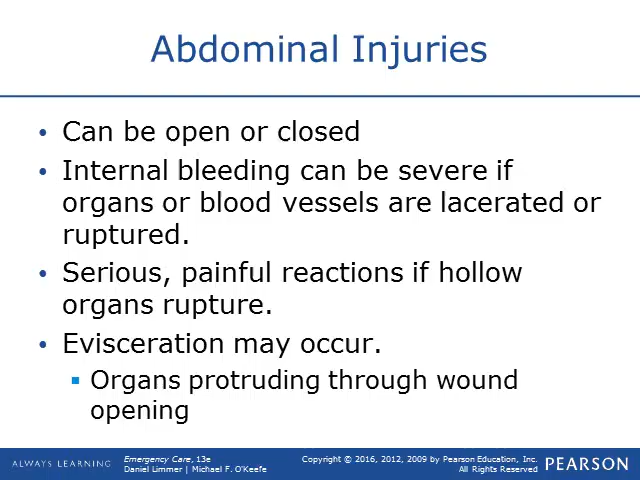 Abdominal Injuries
• Can be open or closed
• Internal bleeding can be severe if
organs or blood vessels are lacerated or
ruptured.
• Serious, painful reactions if hollow
organs rupture.
• Evisceration may occur.
▪ Organs protruding through wound
opening
ALWAYS LEARNING
Emergency Care, 13e
Daniel Limmer | Michael F. O'Keefe
Copyright © 2016, 2012, 2009 by Pearson Education, Inc.
All Rights Reserved
PEARSON